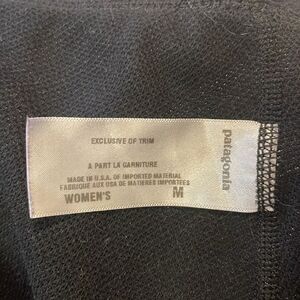 EXCLUSIVE OF TRIM
A PART LA GARNITURE
MADE IN U.S.A. OF IMPORTED MATERIAL
FABRIQUE AUX USA DE MATIERES IMPORTEES
WOMEN'S M
patagonia